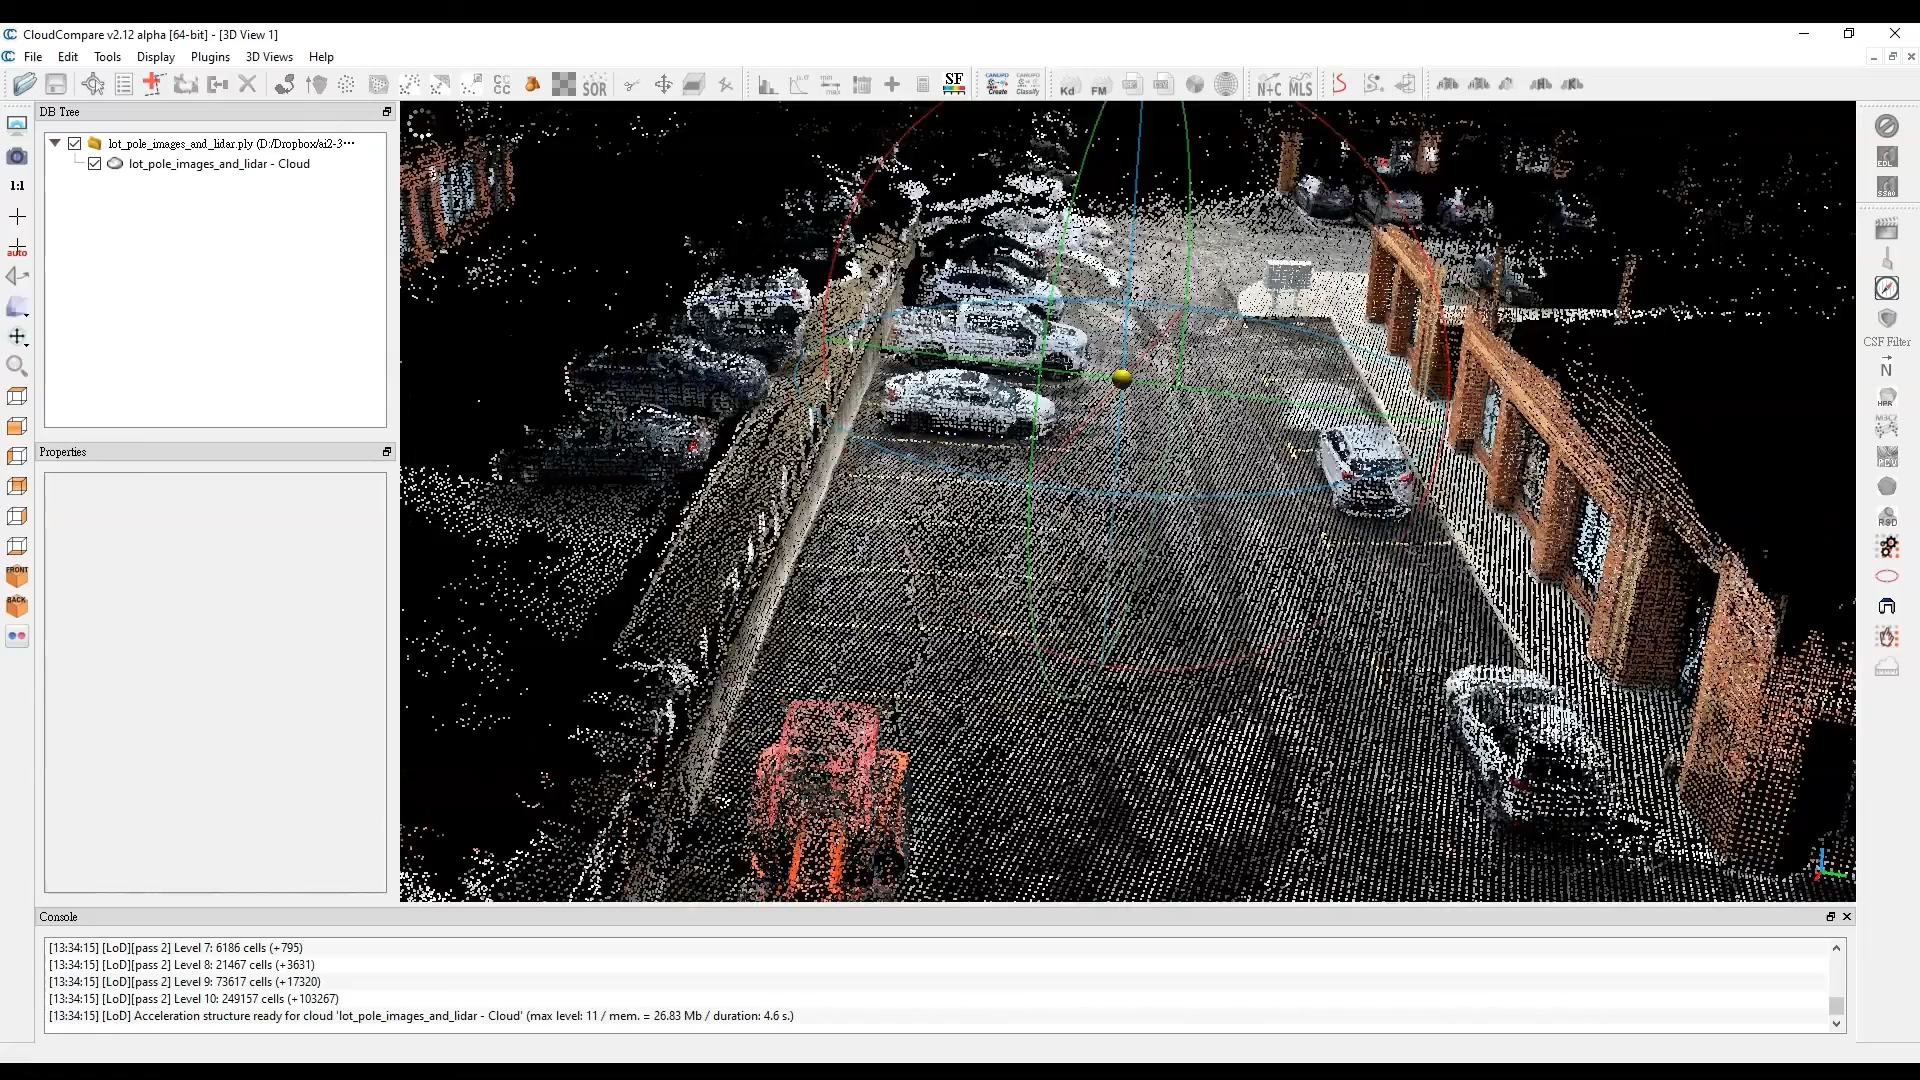 CloudCompare v2.12 alpha [64-bit] - [3D View 1]
File Edit Tools Display Plugins 3D Views Help
CC SOR SF CANUPO Create CANUPO Classify Kd FM N+C MLS
DB Tree
lot_pole_images_and_lidar.ply (D:/Dropbox/ai2-3···
lot_pole_images_and_lidar - Cloud
1:1
auto
Properties
FRONT
BACK
EDL
SSAO
CSF Filter
N
HPR
M3C2
PCV
RSD
Console
[13:34:15] [LoD][pass 2] Level 7: 6186 cells (+795)
[13:34:15] [LoD][pass 2] Level 8: 21467 cells (+3631)
[13:34:15] [LoD][pass 2] Level 9: 73617 cells (+17320)
[13:34:15] [LoD][pass 2] Level 10: 249157 cells (+103267)
[13:34:15] [LoD] Acceleration structure ready for cloud 'lot_pole_images_and_lidar - Cloud' (max level: 11 / mem. = 26.83 Mb / duration: 4.6 s.)